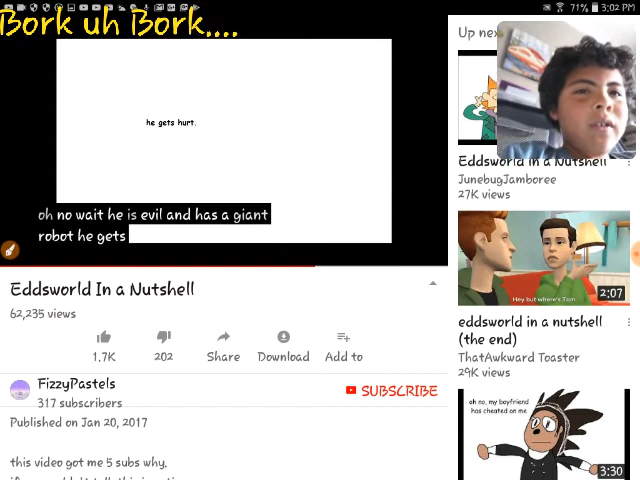 71% 3:02 PM
Bork uh Bork....
he gets hurt.
oh no wait he is evil and has a giant
robot he gets
Eddsworld In a Nutshell
62,235 views
1.7K
202
Share
Download
Add to
FizzyPastels
317 subscribers
SUBSCRIBE
Published on Jan 20, 2017
this video got me 5 subs why.
Up nex
Eddsworld in a Nutshell
JunebugJamboree
27K views
Hey but where's Tom
2:07
eddsworld in a nutshell
(the end)
ThatAwkward Toaster
29K views
oh no, my boyfriend
has cheated on me
3:30